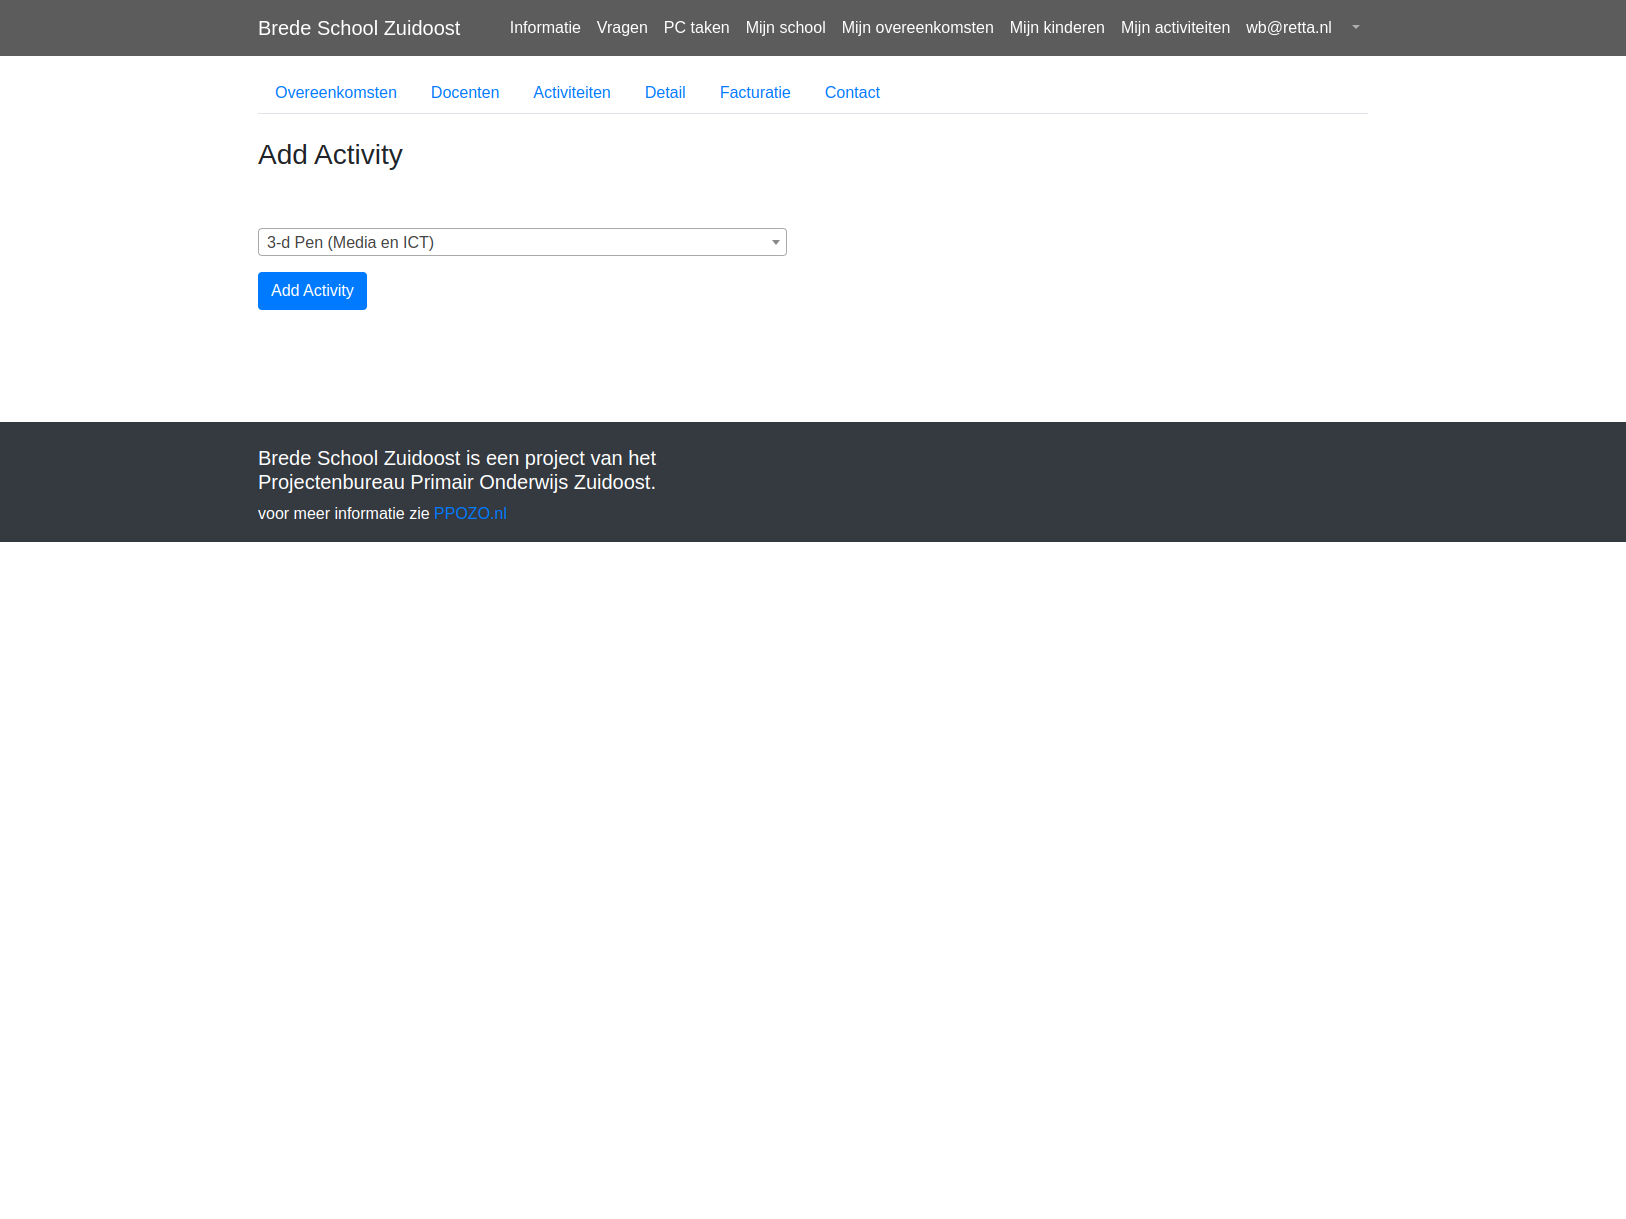 Brede School Zuidoost Informatie Vragen PC taken Mijn school Mijn overeenkomsten Mijn kinderen Mijn activiteiten wb@retta.nl
Overeenkomsten Docenten Activiteiten Detail Facturatie Contact
Add Activity
3-d Pen (Media en ICT)
Add Activity
Brede School Zuidoost is een project van het
Projectenbureau Primair Onderwijs Zuidoost.
voor meer informatie zie PPOZO.nl